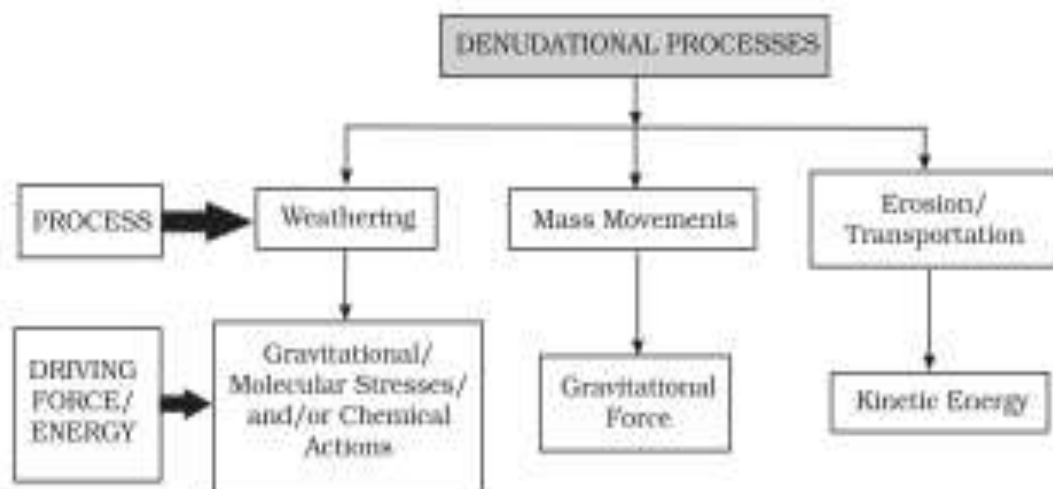 DENUDATIONAL PROCESSES
PROCESS
Weathering
Mass Movements
Erosion/
Transportation
DRIVING
FORCE/
ENERGY
Gravitational/
Molecular Stresses/
and/or Chemical
Actions
Gravitational
Force
Kinetic Energy